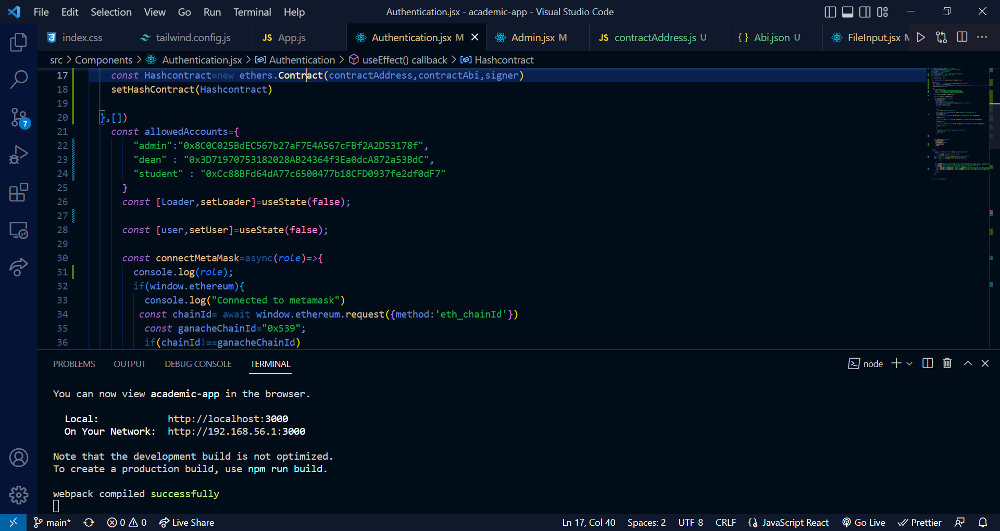 File Edit Selection View Go Run Terminal Help Authentication.jsx - academic-app - Visual Studio Code
index.css tailwind.config.js JS App.js Authentication.jsx M Admin.jsx M JS contractAddress.js U {} Abi.json U FileInput.jsx M
src > Components > Authentication.jsx > Authentication > useEffect() callback > Hashcontract
17 const Hashcontract=new ethers.Contract(contractAddress,contractAbi,signer)
18 setHashContract(Hashcontract)
19
20 },[])
21 const allowedAccounts={
22 "admin":"0x8C0C025BdEC567b27aF7E4A567cFBf2A2D53178f",
23 "dean" : "0x3D71970753182028AB24364f3Ea0dcA872a53BdC",
24 "student" : "0xCc88BFd64dA77c6500477b18CFD0937fe2df0dF7"
25 }
26 const [Loader,setLoader]=useState(false);
27
28 const [user,setUser]=useState(false);
29
30 const connectMetaMask=async(role)=>{
31 console.log(role);
32 if(window.ethereum){
33 console.log("Connected to metamask")
34 const chainId= await window.ethereum.request({method:'eth_chainId'})
35 const ganacheChainId="0x539";
36 if(chainId!==ganacheChainId)
7
PROBLEMS OUTPUT DEBUG CONSOLE TERMINAL node
You can now view academic-app in the browser.
Local: http://localhost:3000
On Your Network: http://192.168.56.1:3000
Note that the development build is not optimized.
To create a production build, use npm run build.
webpack compiled successfully
main* 0 0 Live Share Ln 17, Col 40 Spaces: 2 UTF-8 CRLF JavaScript React Go Live Prettier